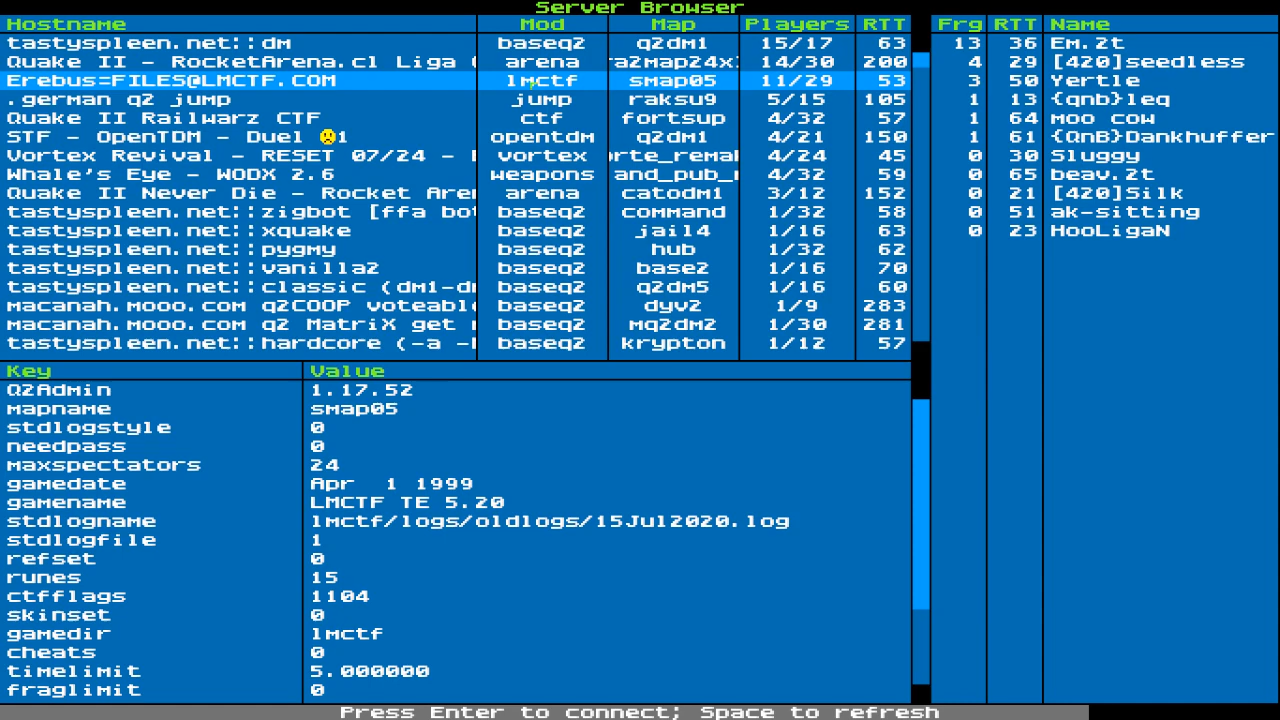 Server Browser
Hostname Mod Map Players RTT
tastyspleen.net::dm baseq2 q2dm1 15/17 63
Quake II - RocketArena.cl Liga arena ra2map24x 14/30 200
Erebus=FILES@LMCTF.COM lmctf smap05 11/29 53
.german q2 jump jump raksu9 5/15 105
Quake II Railwarz CTF ctf fortsup 4/32 57
STF - OpenTDM - Duel ☹1 opentdm q2dm1 4/21 150
Vortex Revival - RESET 07/24 - vortex orte_rema 4/24 45
Whale's Eye - WODX 2.6 weapons and_pub_ 4/32 59
Quake II Never Die - Rocket Aren arena catodm1 3/12 152
tastyspleen.net::zigbot [ffa bot baseq2 command 1/32 58
tastyspleen.net::xquake baseq2 jail4 1/16 63
tastyspleen.net::pygmy baseq2 hub 1/32 62
tastyspleen.net::vanilla2 baseq2 base2 1/16 70
tastyspleen.net::classic (dm1-dm baseq2 q2dm5 1/16 60
macanah.mooo.com q2COOP voteable baseq2 dyv2 1/9 283
macanah.mooo.com q2 MatriX get baseq2 mq2dm2 1/30 281
tastyspleen.net::hardcore (-a - baseq2 krypton 1/12 57
Key Value
Q2Admin 1.17.52
mapname smap05
stdlogstyle 0
needpass 0
maxspectators 24
gamedate Apr 1 1999
gamename LMCTF TE 5.20
stdlogname lmctf/logs/oldlogs/15Jul2020.log
stdlogfile 1
refset 0
runes 15
ctfflags 1104
skinset 0
gamedir lmctf
cheats 0
timelimit 5.000000
fraglimit 0
Frg RTT Name
13 36 Em.2t
4 29 [420]seedless
3 50 Yertle
1 13 {qnb}leq
1 64 moo cow
1 61 {QnB}Dankhuffer
0 30 Sluggy
0 65 beav.2t
0 21 [420]Silk
0 51 ak-sitting
0 23 HooLigaN
Press Enter to connect; Space to refresh